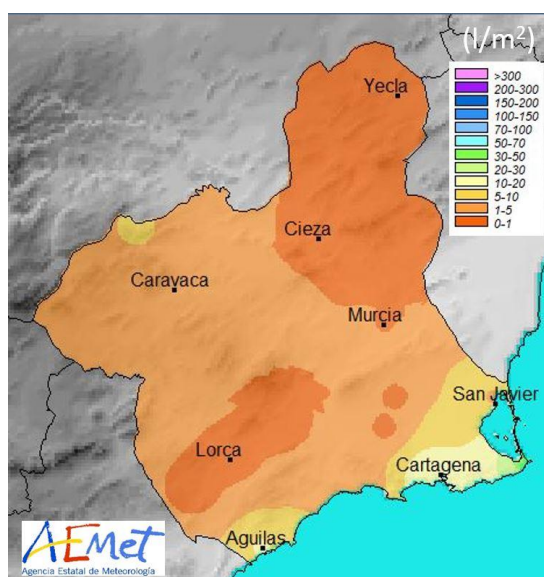 (l/m²)
>300
200-300
150-200
100-150
70-100
50-70
30-50
20-30
10-20
5-10
1-5
0-1
Yecla
Cieza
Caravaca
Murcia
San Javier
Lorca
Cartagena
Aguilas
AEMet
Agencia Estatal de Meteorología